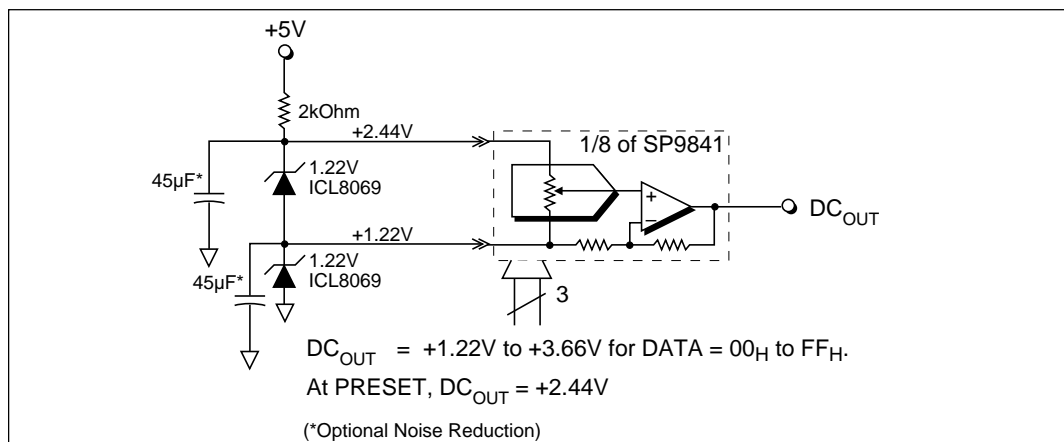 +5V
2kOhm
+2.44V
1/8 of SP9841
45µF*
1.22V
ICL8069
+
−
DC_OUT
+1.22V
45µF*
1.22V
ICL8069
3
DC_OUT = +1.22V to +3.66V for DATA = 00_H to FF_H.
At PRESET, DC_OUT = +2.44V
(*Optional Noise Reduction)